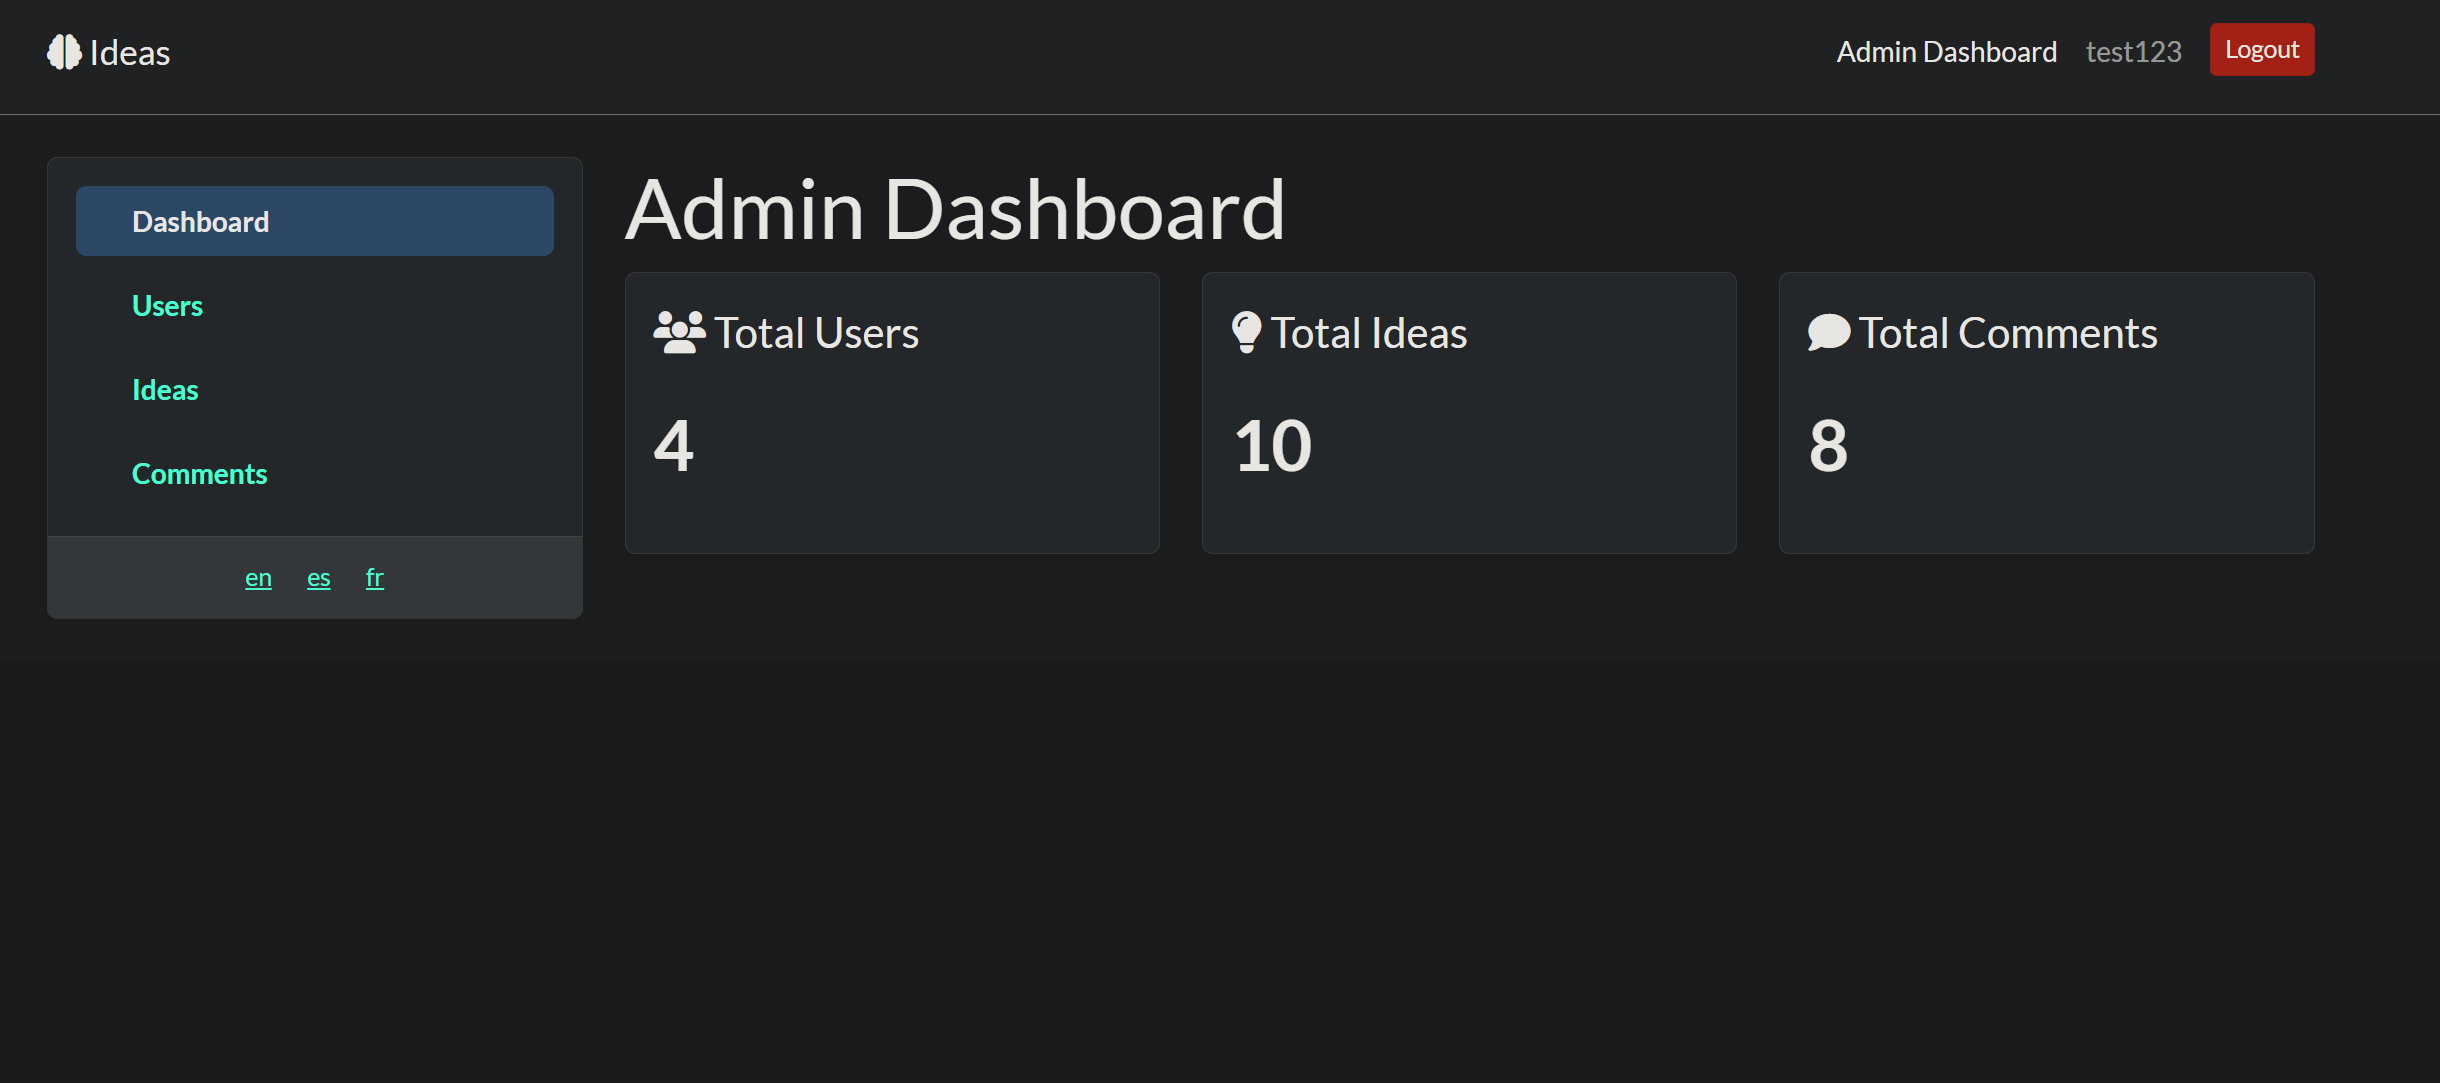 Ideas
Admin Dashboard test123 Logout
Dashboard
Users
Ideas
Comments
en es fr
Admin Dashboard
Total Users
4
Total Ideas
10
Total Comments
8